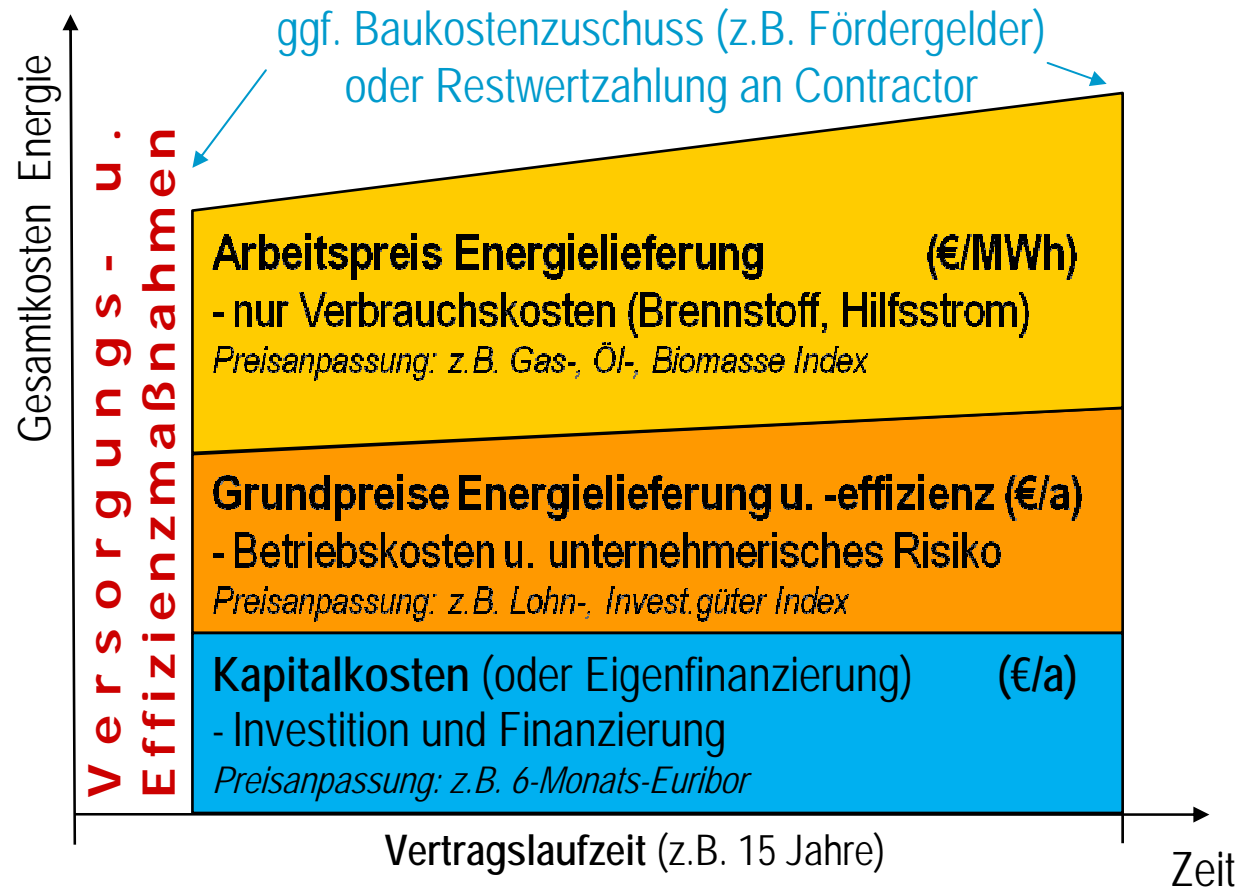 ggf. Baukostenzuschuss (z.B. Fördergelder)
oder Restwertzahlung an Contractor
Gesamtkosten Energie
Versorgungs- u.
Effizienzmaßnahmen
Arbeitspreis Energielieferung (€/MWh)
- nur Verbrauchskosten (Brennstoff, Hilfsstrom)
Preisanpassung: z.B. Gas-, Öl-, Biomasse Index
Grundpreise Energielieferung u. -effizienz (€/a)
- Betriebskosten u. unternehmerisches Risiko
Preisanpassung: z.B. Lohn-, Invest.güter Index
Kapitalkosten (oder Eigenfinanzierung) (€/a)
- Investition und Finanzierung
Preisanpassung: z.B. 6-Monats-Euribor
Vertragslaufzeit (z.B. 15 Jahre)
Zeit